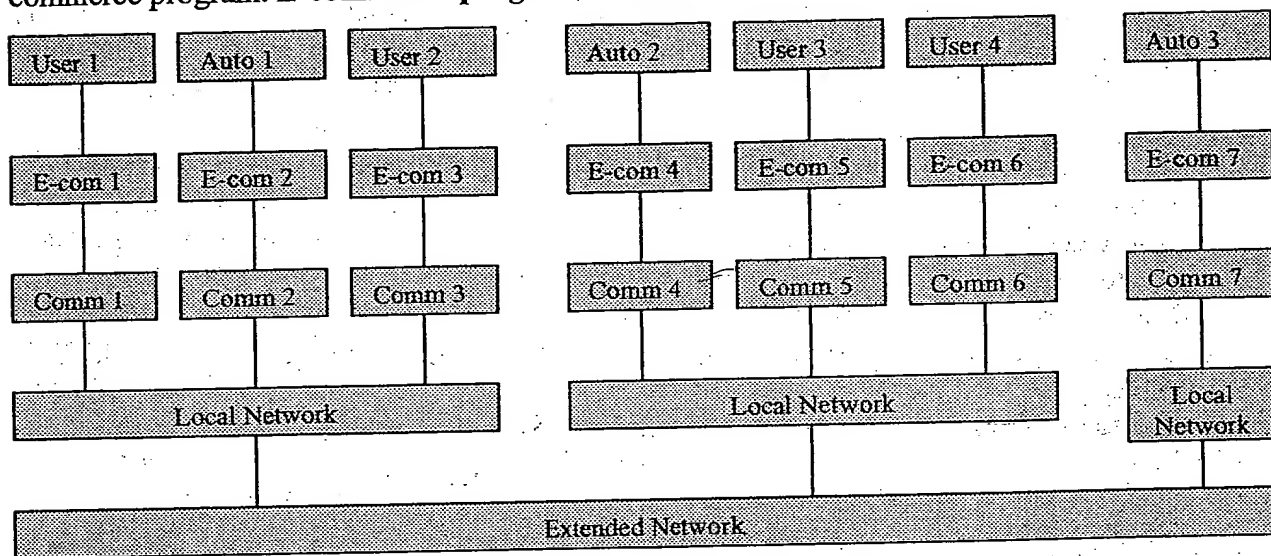 commerce program.
User 1 Auto 1 User 2 Auto 2 User 3 User 4 Auto 3
E-com 1 E-com 2 E-com 3 E-com 4 E-com 5 E-com 6 E-com 7
Comm 1 Comm 2 Comm 3 Comm 4 Comm 5 Comm 6 Comm 7
Local Network Local Network Local
Network
Extended Network